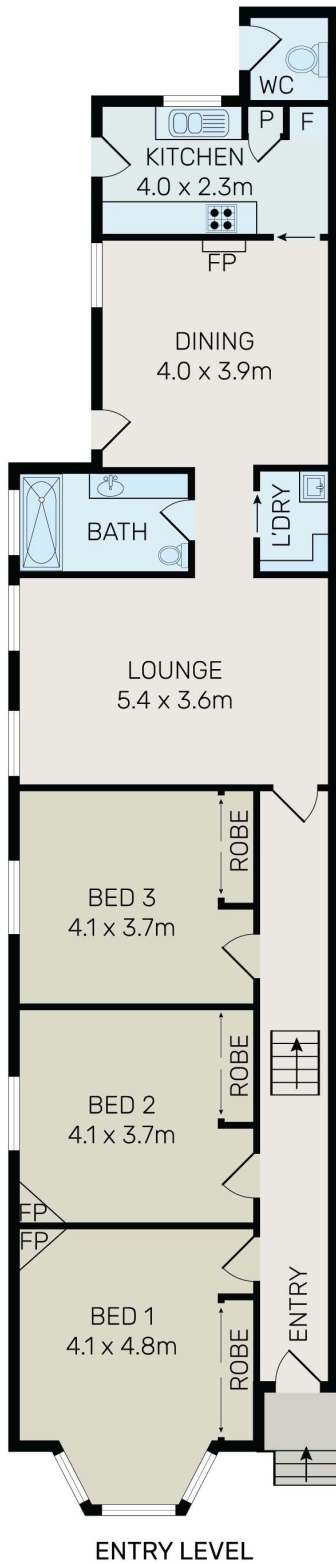 WC
P
F
KITCHEN
4.0 x 2.3m
FP
DINING
4.0 x 3.9m
BATH
L'DRY
LOUNGE
5.4 x 3.6m
ROBE
BED 3
4.1 x 3.7m
ROBE
BED 2
4.1 x 3.7m
FP
FP
BED 1
4.1 x 4.8m
ROBE
ENTRY
ENTRY LEVEL